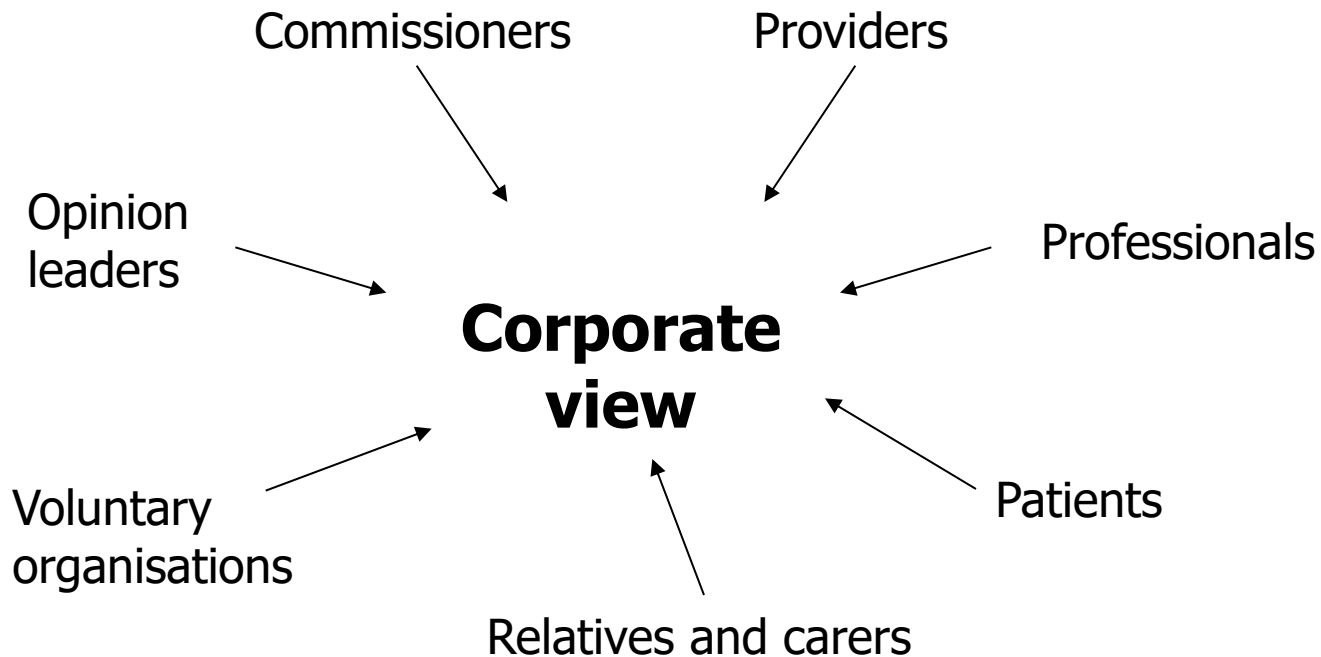 Commissioners
Providers
Opinion
leaders
Professionals
Corporate
view
Voluntary
organisations
Patients
Relatives and carers